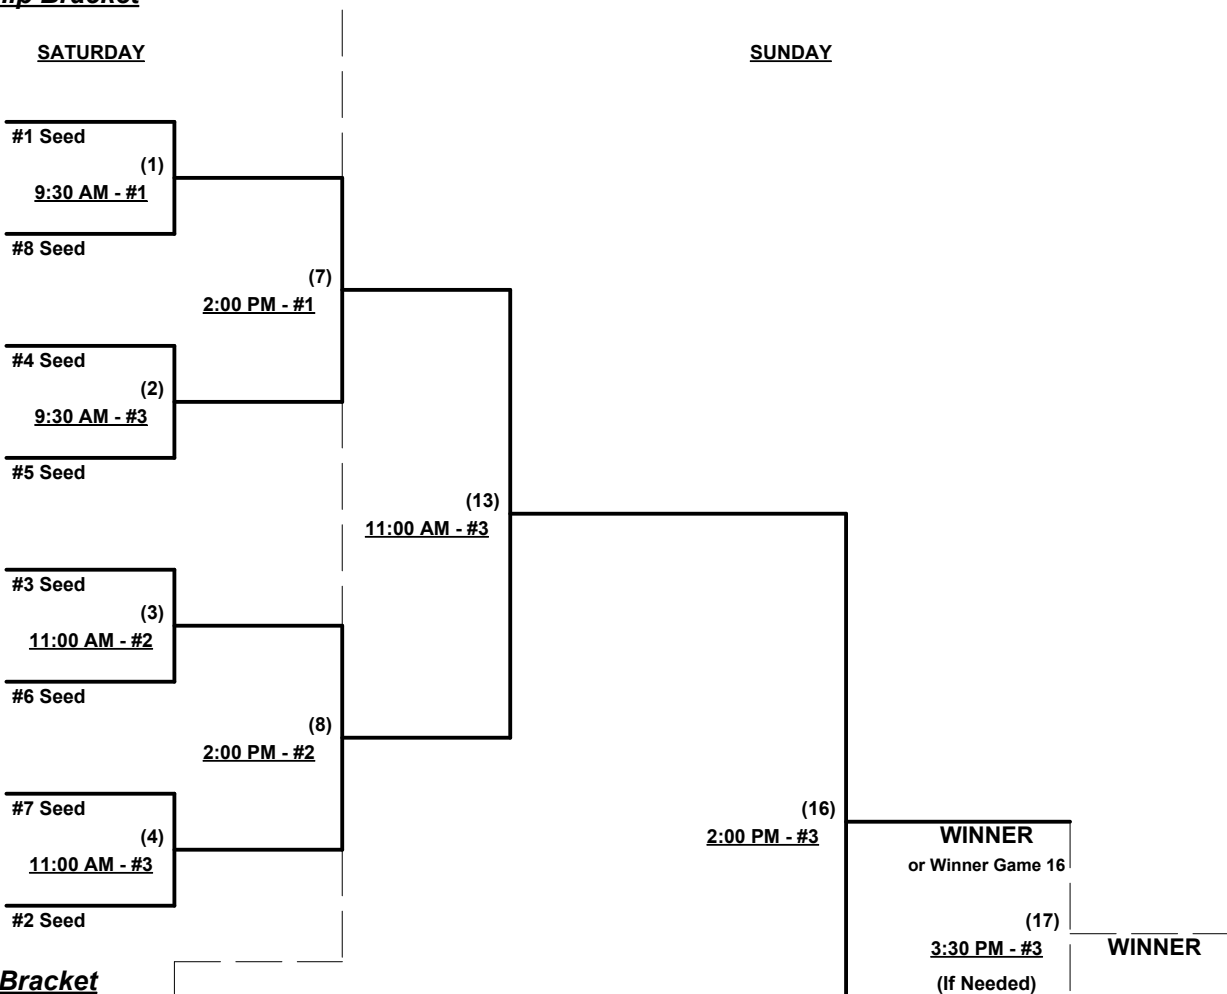 SATURDAY
SUNDAY
#1 Seed
(1)
9:30 AM - #1
#8 Seed
(7)
2:00 PM - #1
#4 Seed
(2)
9:30 AM - #3
#5 Seed
(13)
11:00 AM - #3
#3 Seed
(3)
11:00 AM - #2
#6 Seed
(8)
2:00 PM - #2
#7 Seed
(4)
11:00 AM - #3
#2 Seed
(16)
2:00 PM - #3
WINNER
or Winner Game 16
(17)
3:30 PM - #3
WINNER
(If Needed)
Bracket